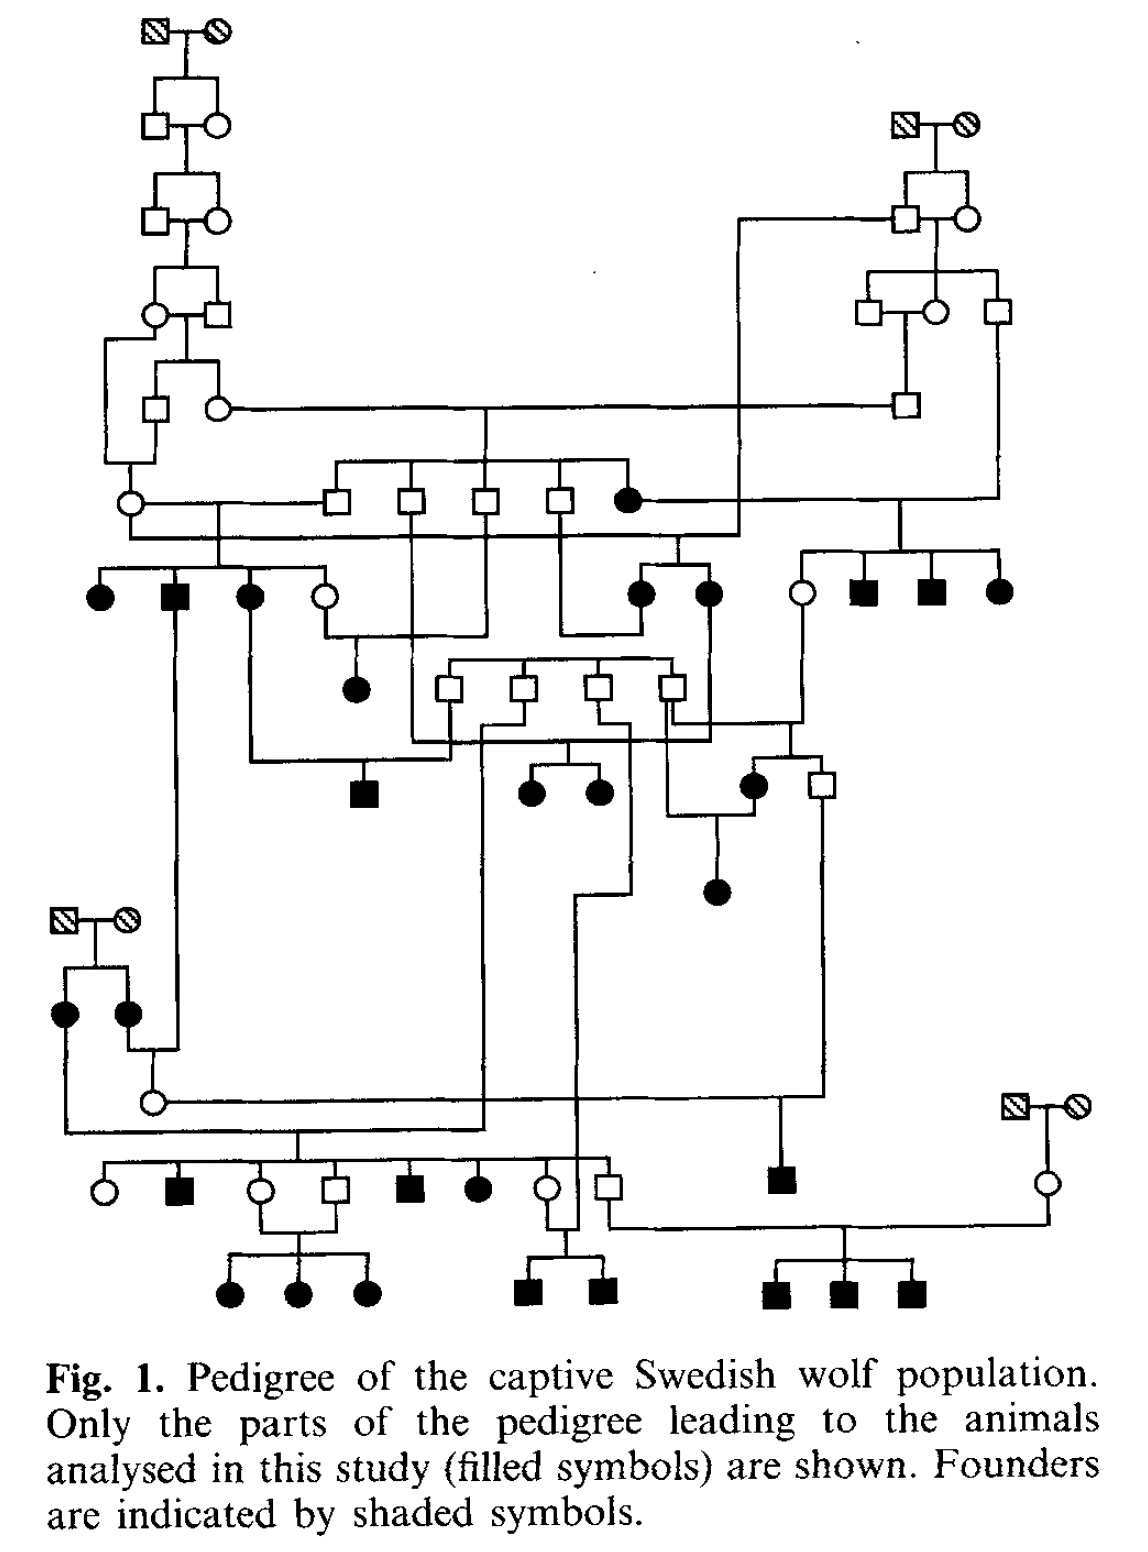 Fig. 1. Pedigree of the captive Swedish wolf population.
Only the parts of the pedigree leading to the animals
analysed in this study (filled symbols) are shown. Founders
are indicated by shaded symbols.